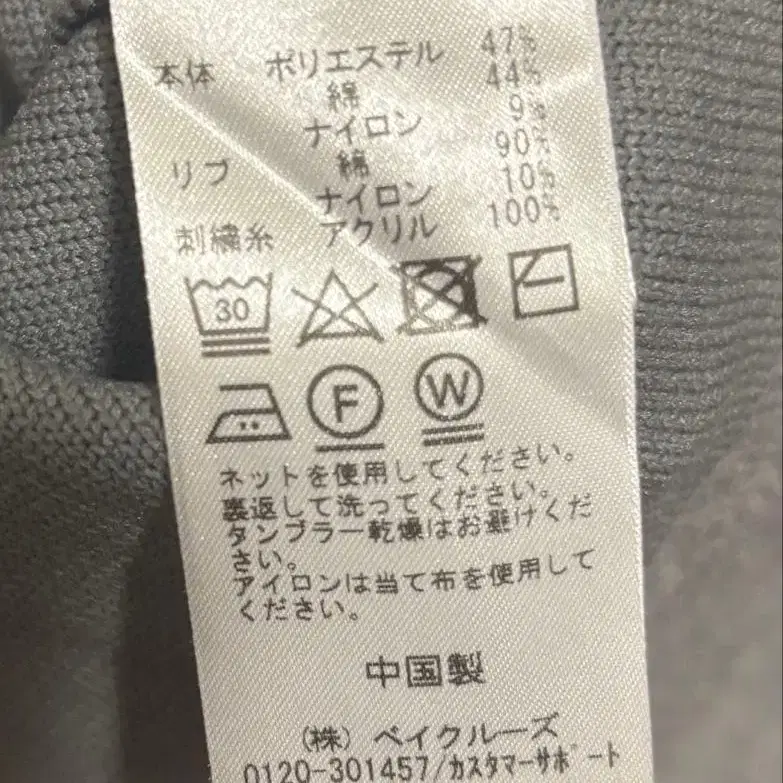 本体 ポリエステル 47%
綿 44%
ナイロン 9%
リブ 綿 90%
ナイロン 10%
刺繍糸 アクリル 100%
30
F W
ネットを使用してください。
裏返して洗ってください。
タンブラー乾燥はお避けくだ
さい。
アイロンは当て布を使用して
ください。
中国製
(株) ベイクルーズ
0120-301457/カスタマーサポート